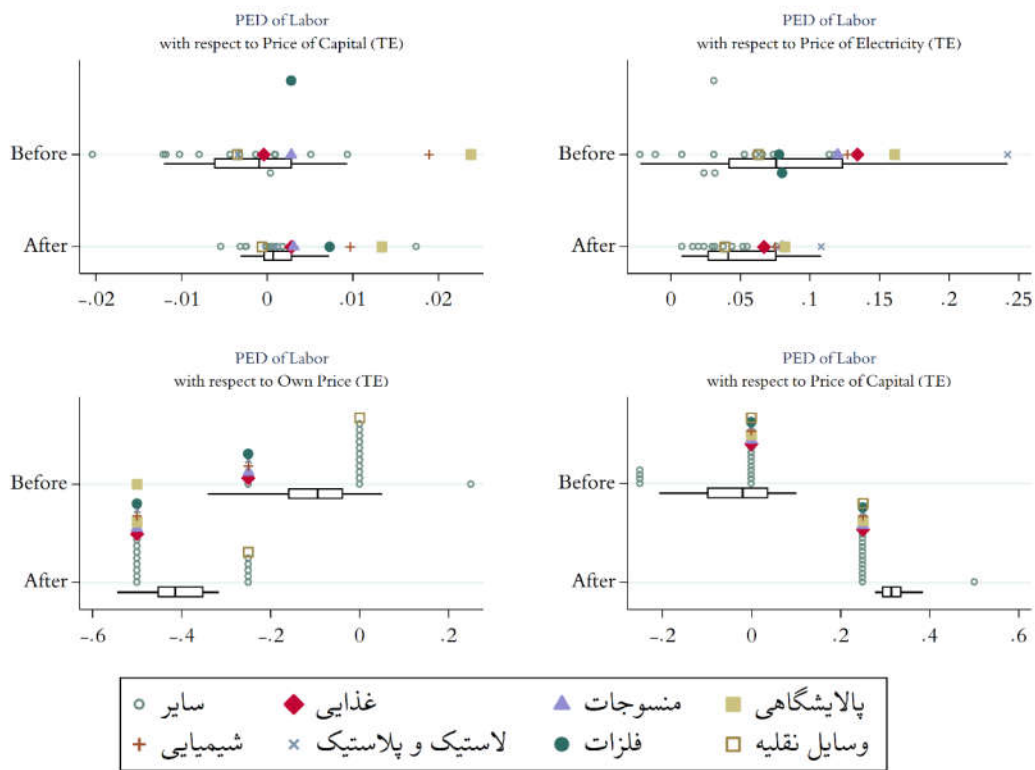 PED of Labor
with respect to Price of Capital (TE)
Before
After
-.02 -.01 0 .01 .02
PED of Labor
with respect to Price of Electricity (TE)
Before
After
0 .05 .1 .15 .2 .25
PED of Labor
with respect to Own Price (TE)
Before
After
-.6 -.4 -.2 0 .2
PED of Labor
with respect to Price of Capital (TE)
Before
After
-.2 0 .2 .4 .6
سایر غذایی منسوجات پالایشگاهی
شیمیایی لاستیک و پلاستیک فلزات وسایل نقلیه